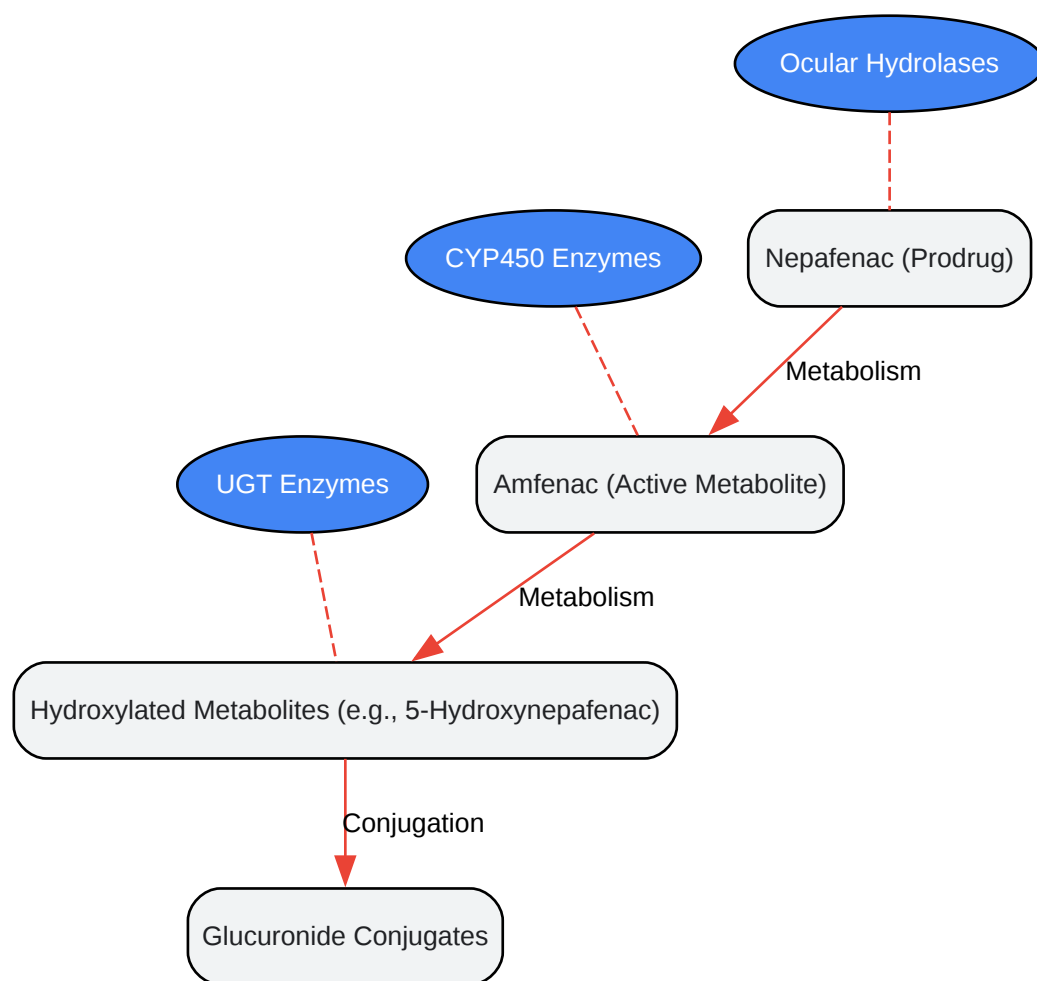 Ocular Hydrolases
CYP450 Enzymes
Nepafenac (Prodrug)
Metabolism
UGT Enzymes
Amfenac (Active Metabolite)
Metabolism
Hydroxylated Metabolites (e.g., 5-Hydroxynepafenac)
Conjugation
Glucuronide Conjugates